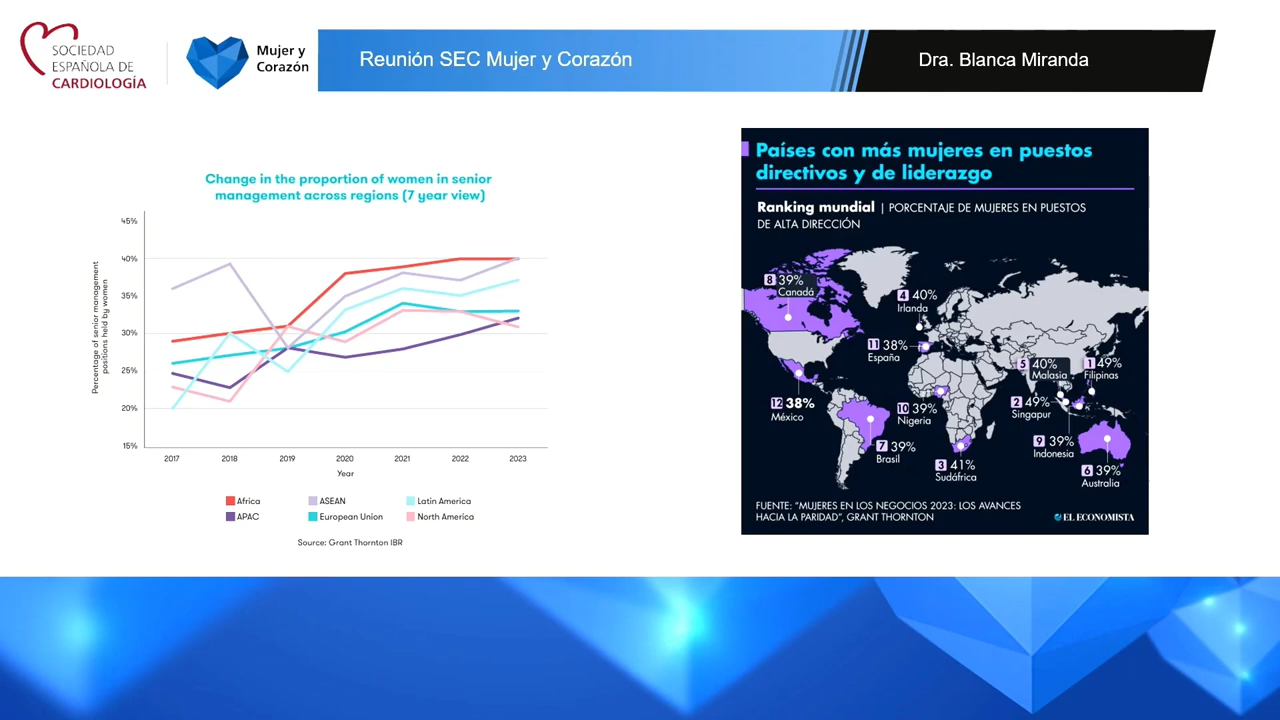 SOCIEDAD
ESPAÑOLA DE
CARDIOLOGÍA
Mujer y
Corazón
Reunión SEC Mujer y Corazón
Dra. Blanca Miranda
Change in the proportion of women in senior
management across regions (7 year view)
Percentage of senior management
positions held by women
45%
40%
35%
30%
25%
20%
15%
2017
2018
2019
2020
2021
2022
2023
Year
Africa
ASEAN
Latin America
APAC
European Union
North America
Source: Grant Thornton IBR
Países con más mujeres en puestos
directivos y de liderazgo
Ranking mundial | PORCENTAJE DE MUJERES EN PUESTOS
DE ALTA DIRECCIÓN
8 39%
Canadá
4 40%
Irlanda
11 38%
España
5 40%
Malasia
1 49%
Filipinas
12 38%
México
10 39%
Nigeria
2 49%
Singapur
7 39%
Brasil
9 39%
Indonesia
3 41%
Sudáfrica
6 39%
Australia
FUENTE: “MUJERES EN LOS NEGOCIOS 2023: LOS AVANCES
HACIA LA PARIDAD”, GRANT THORNTON
EL ECONOMISTA